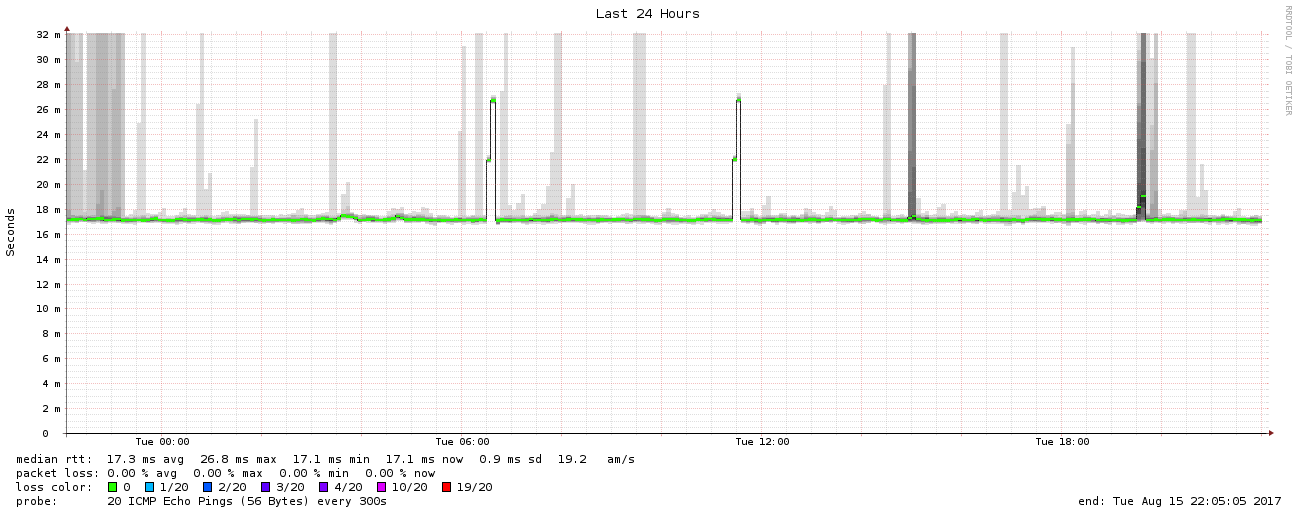 Last 24 Hours
RRDTOOL / TOBI OETIKER
Seconds
32 m
30 m
28 m
26 m
24 m
22 m
20 m
18 m
16 m
14 m
12 m
10 m
8 m
6 m
4 m
2 m
0
Tue 00:00 Tue 06:00 Tue 12:00 Tue 18:00
median rtt: 17.3 ms avg 26.8 ms max 17.1 ms min 17.1 ms now 0.9 ms sd 19.2 am/s
packet loss: 0.00 % avg 0.00 % max 0.00 % min 0.00 % now
loss color: 0 1/20 2/20 3/20 4/20 10/20 19/20
probe: 20 ICMP Echo Pings (56 Bytes) every 300s end: Tue Aug 15 22:05:05 2017